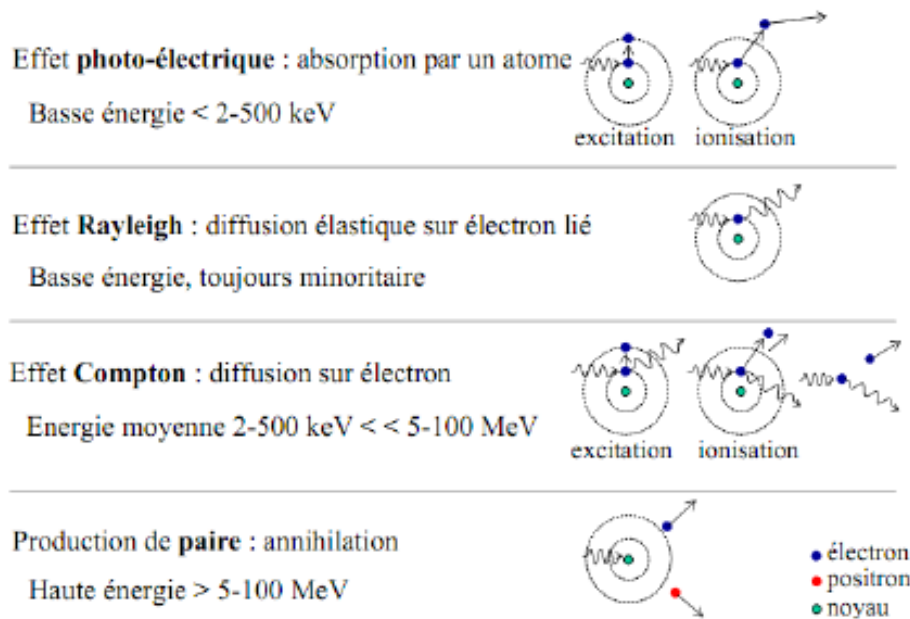 Effet photo-électrique : absorption par un atome
Basse énergie < 2-500 keV
excitation ionisation
Effet Rayleigh : diffusion élastique sur électron lié
Basse énergie, toujours minoritaire
Effet Compton : diffusion sur électron
Energie moyenne 2-500 keV < < 5-100 MeV
excitation ionisation
Production de paire : annihilation
Haute énergie > 5-100 MeV
électron
positron
noyau